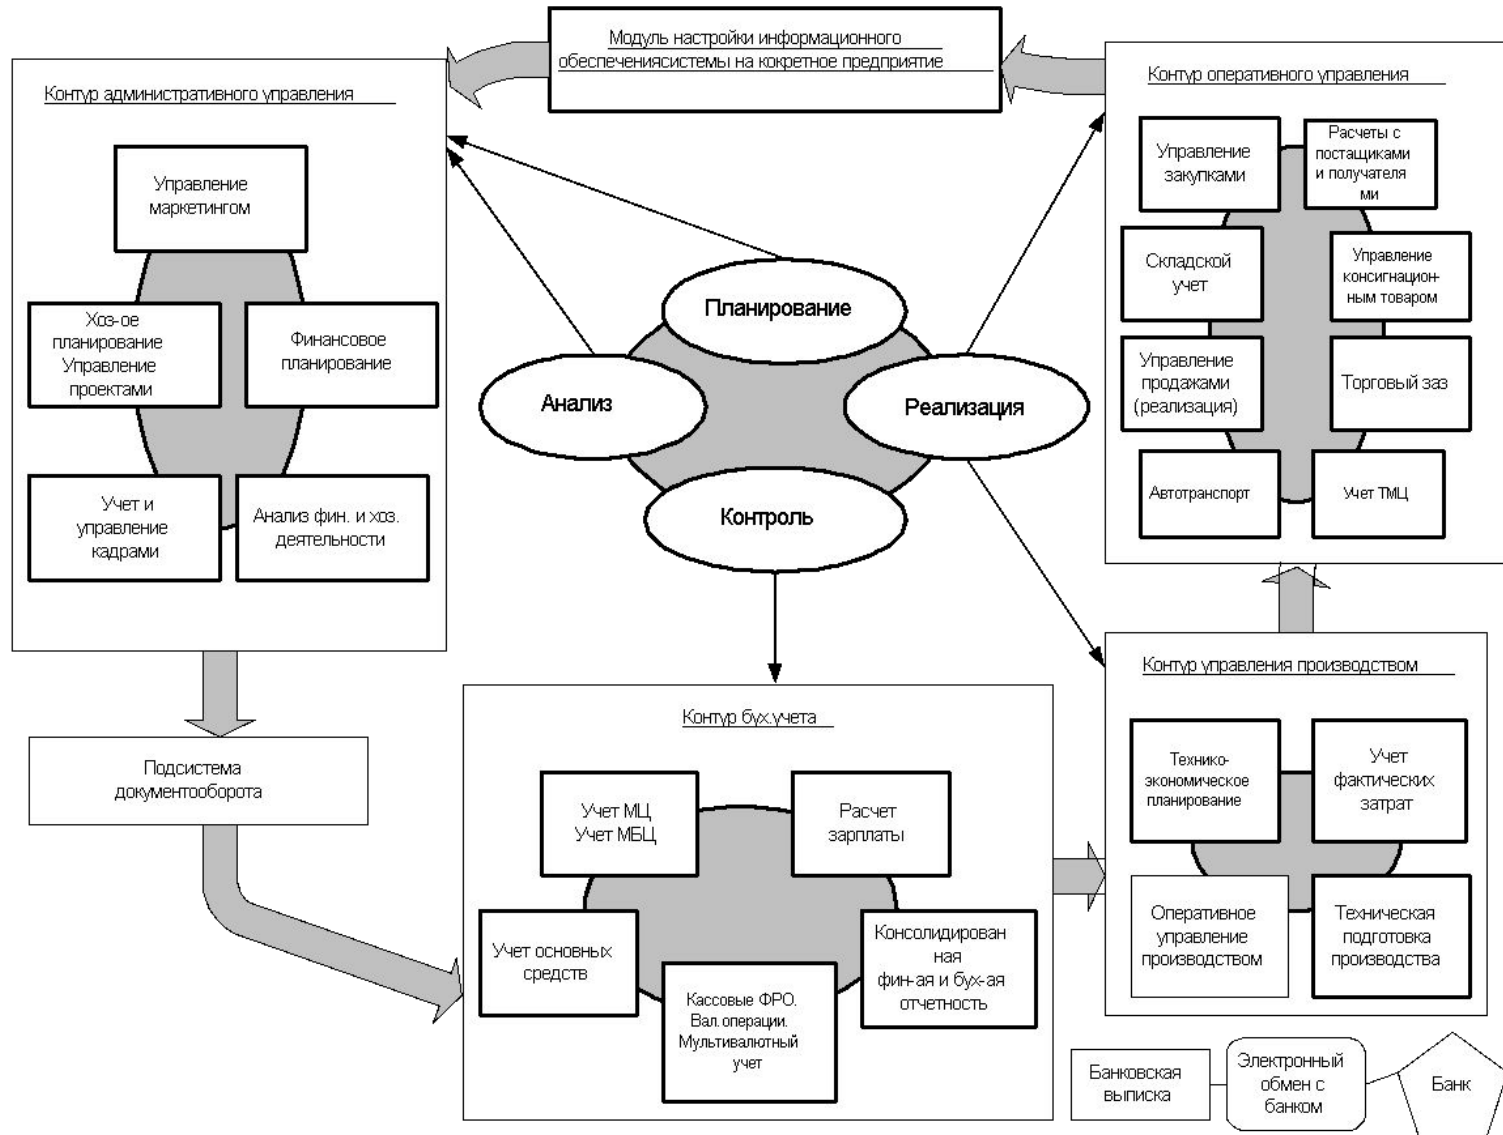 Модуль настройки информационного
обеспечениясистемы на кокретное предприятие
Контур административного управления
Управление
маркетингом
Хоз-ое
планирование
Управление
проектами
Финансовое
планирование
Учет и
управление
кадрами
Анализ фин. и хоз.
деятельности
Подсистема
документооборота
Планирование
Анализ
Реализация
Контроль
Контур оперативного управления
Управление
закупками
Расчеты с
постащиками
и получателя
ми
Складской
учет
Управление
консигнацион-
ным товаром
Управление
продажами
(реализация)
Торговый заз
Автотранспорт
Учет ТМЦ
Контур бух.учета
Учет МЦ
Учет МБЦ
Расчет
зарплаты
Учет основных
средств
Консолидирован
ная
фин-ая и бух-ая
отчетность
Кассовые ФРО.
Вал. операции.
Мультивалютный
учет
Контур управления производством
Технико-
экономическое
планирование
Учет
фактических
затрат
Оперативное
управление
производством
Техническая
подготовка
производства
Банковская
выписка
Электронный
обмен с
банком
Банк